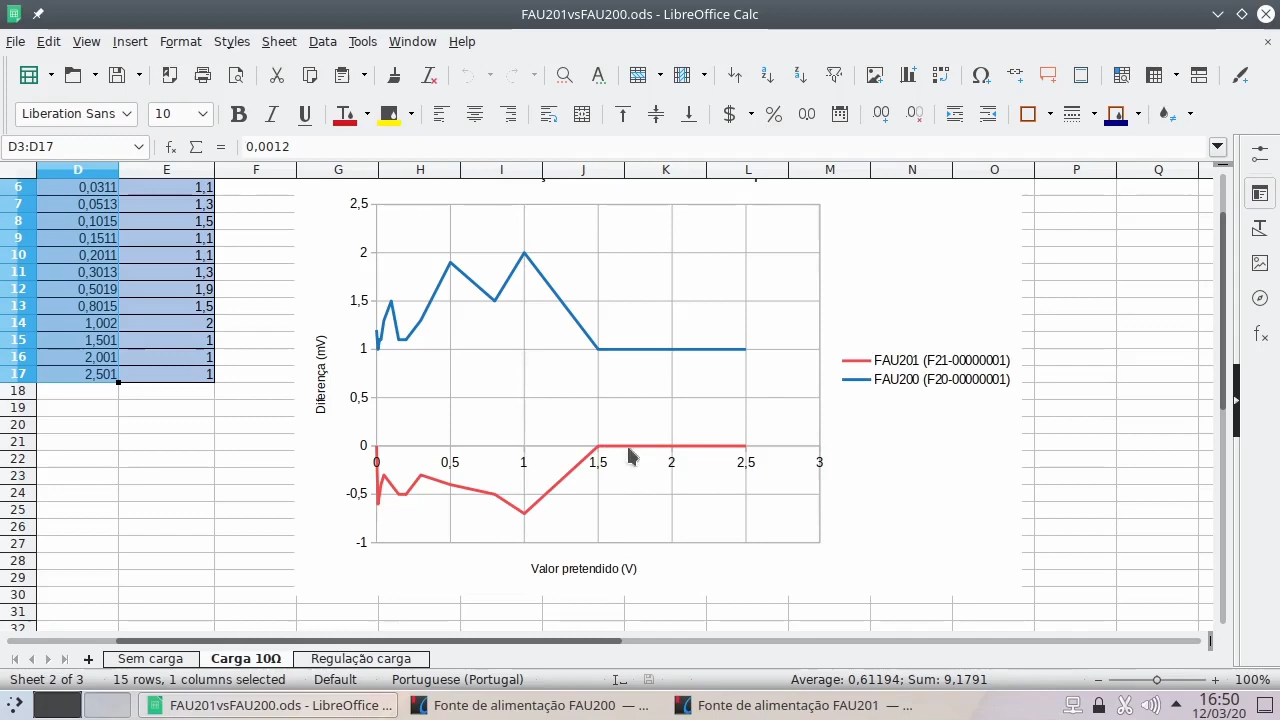 FAU201vsFAU200.ods - LibreOffice Calc
File Edit View Insert Format Styles Sheet Data Tools Window Help
Liberation Sans 10
D3:D17 0,0012
D E F G H I J K L M N O P Q
6 0,0311 1,1
7 0,0513 1,3
8 0,1015 1,5
9 0,1511 1,1
10 0,2011 1,1
11 0,3013 1,3
12 0,5019 1,9
13 0,8015 1,5
14 1,002 2
15 1,501 1
16 2,001 1
17 2,501 1
18
19
20
21
22
23
24
25
26
27
28
29
30
31
32
2,5
2
1,5
1
0,5
0
-0,5
-1
Diferença (mV)
0 0,5 1 1,5 2 2,5 3
Valor pretendido (V)
FAU201 (F21-00000001)
FAU200 (F20-00000001)
Sem carga Carga 10Ω Regulação carga
Sheet 2 of 3 15 rows, 1 columns selected Default Portuguese (Portugal) Average: 0,61194; Sum: 9,1791 100%
FAU201vsFAU200.ods - LibreOffice ... Fonte de alimentação FAU200 — ... Fonte de alimentação FAU201 — ... 16:50
12/03/20